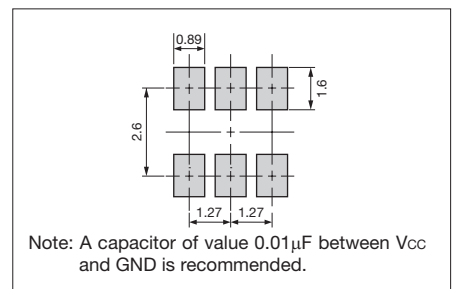 0.89
1.6
2.6
1.27 1.27
Note: A capacitor of value 0.01μF between Vcc
and GND is recommended.